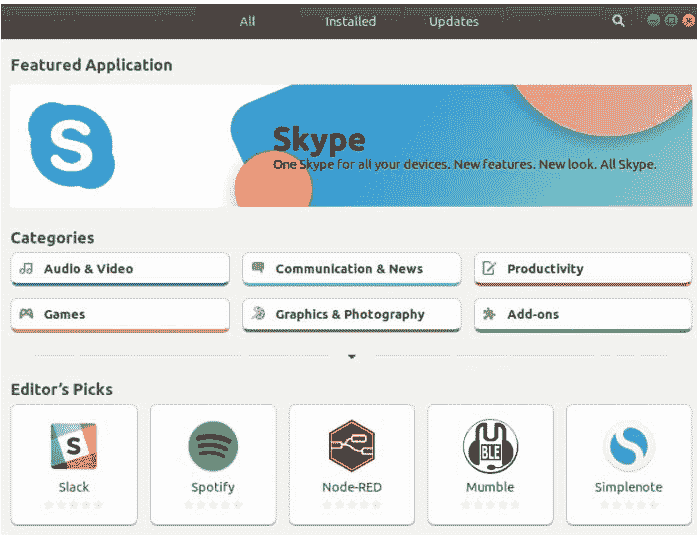 All Installed Updates
Featured Application
S
Skype
One Skype for all your devices. New features. New look. All Skype.
Categories
Audio & Video Communication & News Productivity
Games Graphics & Photography Add-ons
Editor's Picks
S BLE
Slack Spotify Node-RED Mumble Simplenote